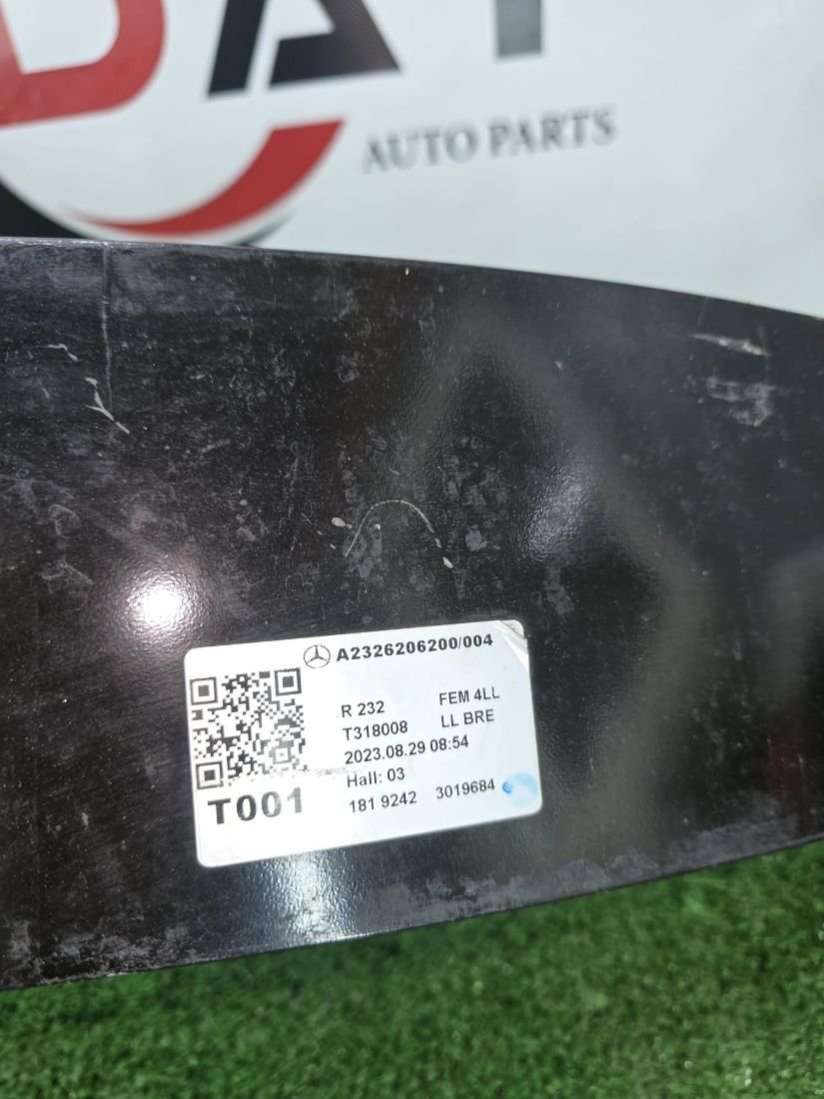 DAY
AUTO PARTS
A2326206200/004
R 232 FEM 4LL
T318008 LL BRE
2023.08.29 08:54
Hall: 03
T001 181 9242 3019684